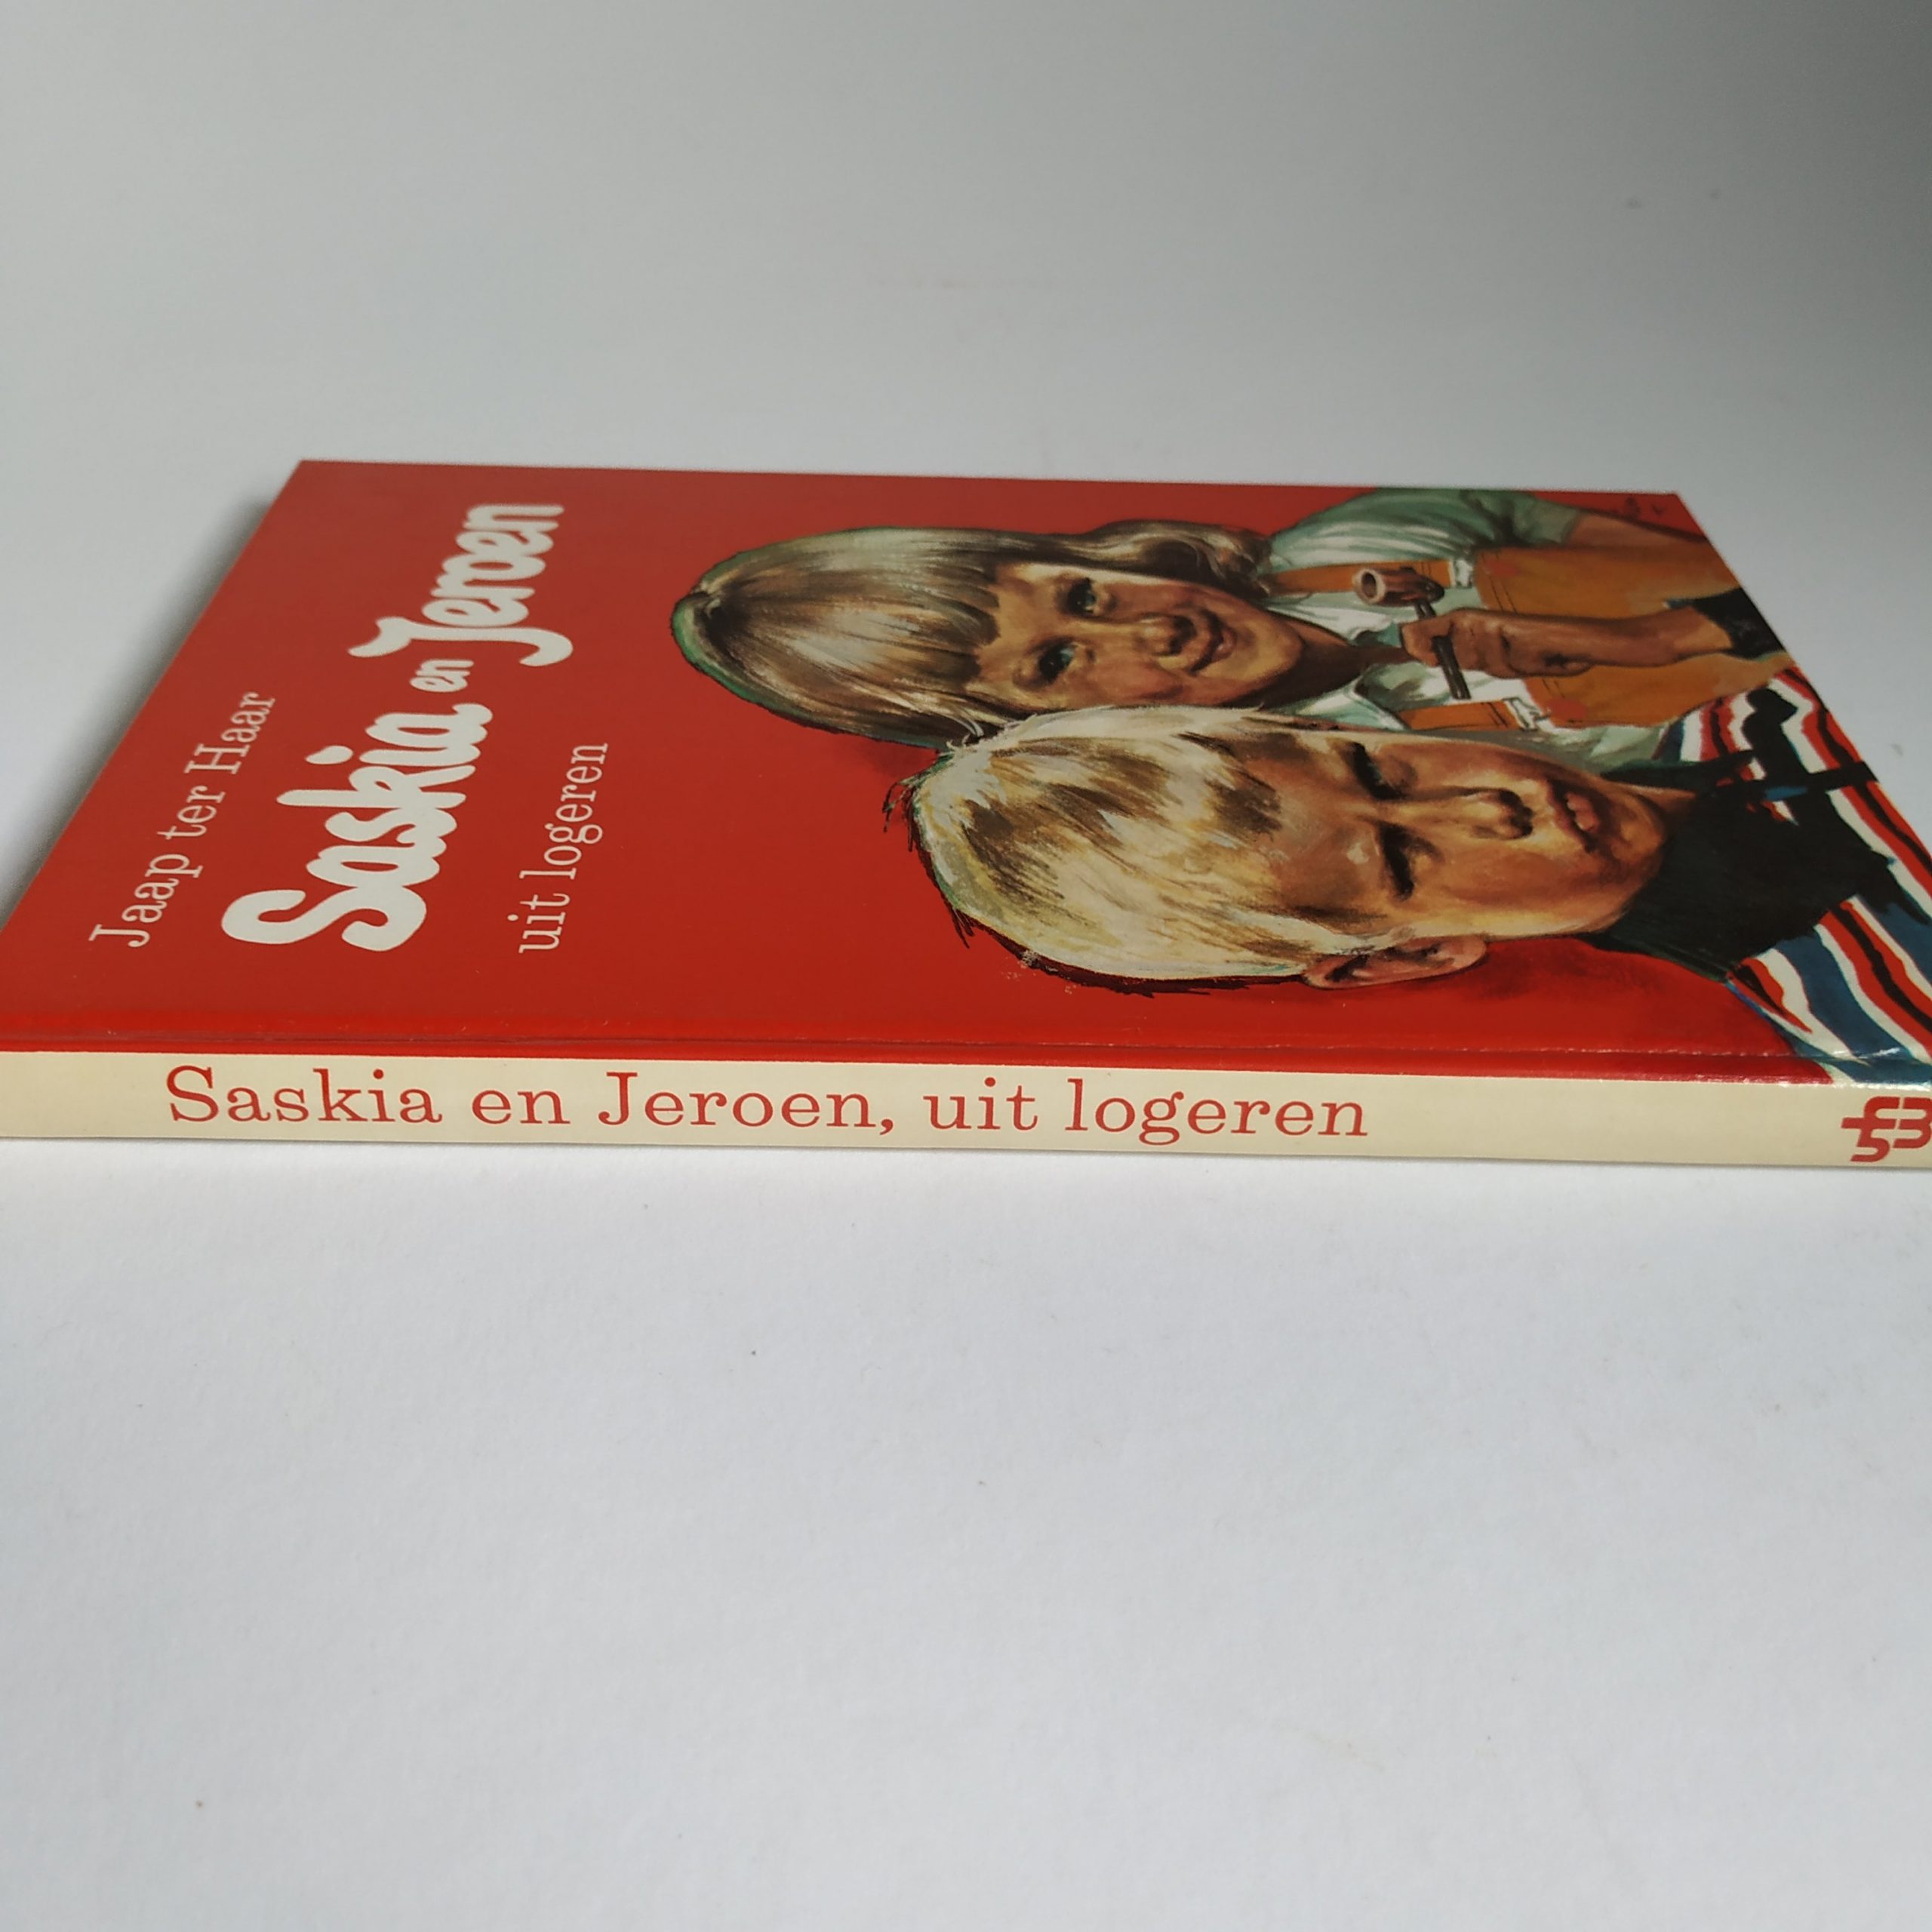 Jaap ter Haar
Saskia en Jeroen
uit logeren
Saskia en Jeroen, uit logeren